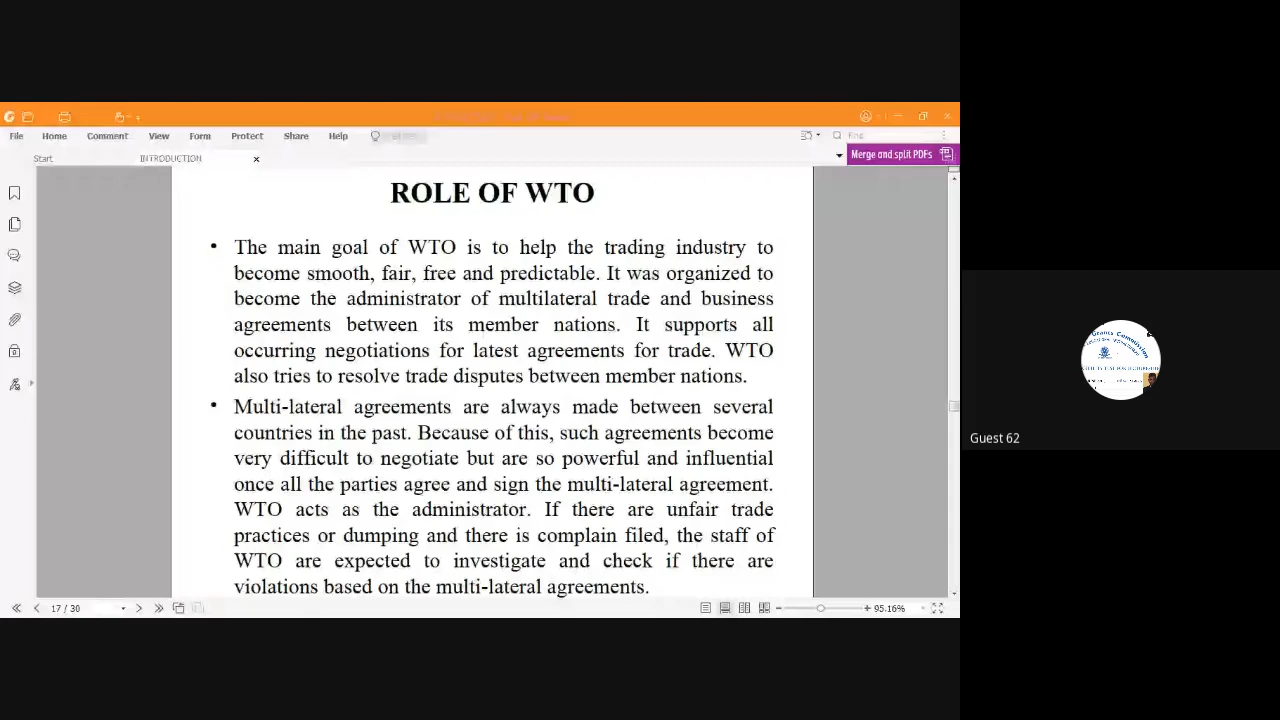 File Home Comment View Form Protect Share Help
Find
Start INTRODUCTION
Merge and split PDFs
ROLE OF WTO
• The main goal of WTO is to help the trading industry to
become smooth, fair, free and predictable. It was organized to
become the administrator of multilateral trade and business
agreements between its member nations. It supports all
occurring negotiations for latest agreements for trade. WTO
also tries to resolve trade disputes between member nations.
• Multi-lateral agreements are always made between several
countries in the past. Because of this, such agreements become
very difficult to negotiate but are so powerful and influential
once all the parties agree and sign the multi-lateral agreement.
WTO acts as the administrator. If there are unfair trade
practices or dumping and there is complain filed, the staff of
WTO are expected to investigate and check if there are
violations based on the multi-lateral agreements.
17 / 30
95.16%
Grants Commission
Guest 62